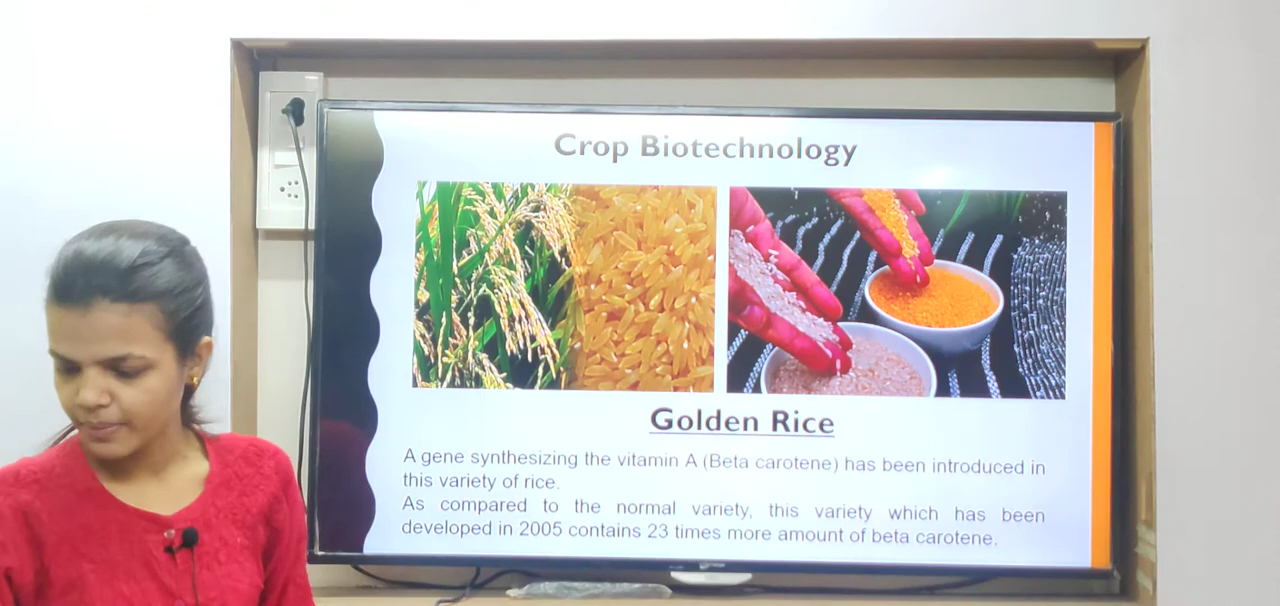 Crop Biotechnology
Golden Rice
A gene synthesizing the vitamin A (Beta carotene) has been introduced in
this variety of rice.
As compared to the normal variety, this variety which has been
developed in 2005 contains 23 times more amount of beta carotene.